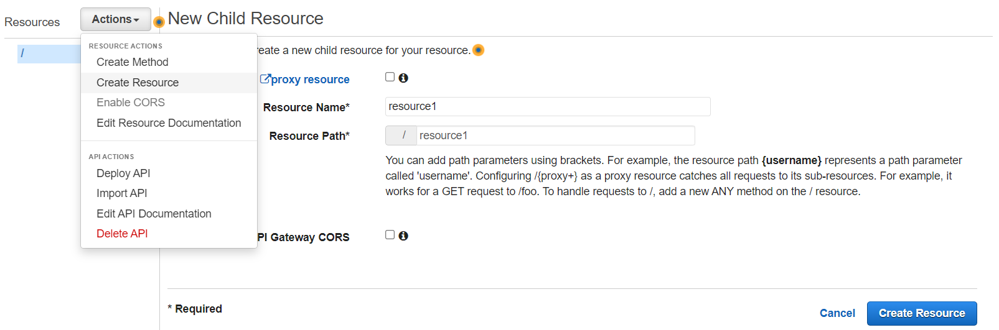 Resources
Actions
New Child Resource
/
RESOURCE ACTIONS
Create Method
Create Resource
Enable CORS
Edit Resource Documentation
API ACTIONS
Deploy API
Import API
Edit API Documentation
Delete API
reate a new child resource for your resource.
proxy resource
Resource Name*
resource1
Resource Path*
/ resource1
You can add path parameters using brackets. For example, the resource path {username} represents a path parameter
called 'username'. Configuring /{proxy+} as a proxy resource catches all requests to its sub-resources. For example, it
works for a GET request to /foo. To handle requests to /, add a new ANY method on the / resource.
PI Gateway CORS
* Required
Cancel
Create Resource